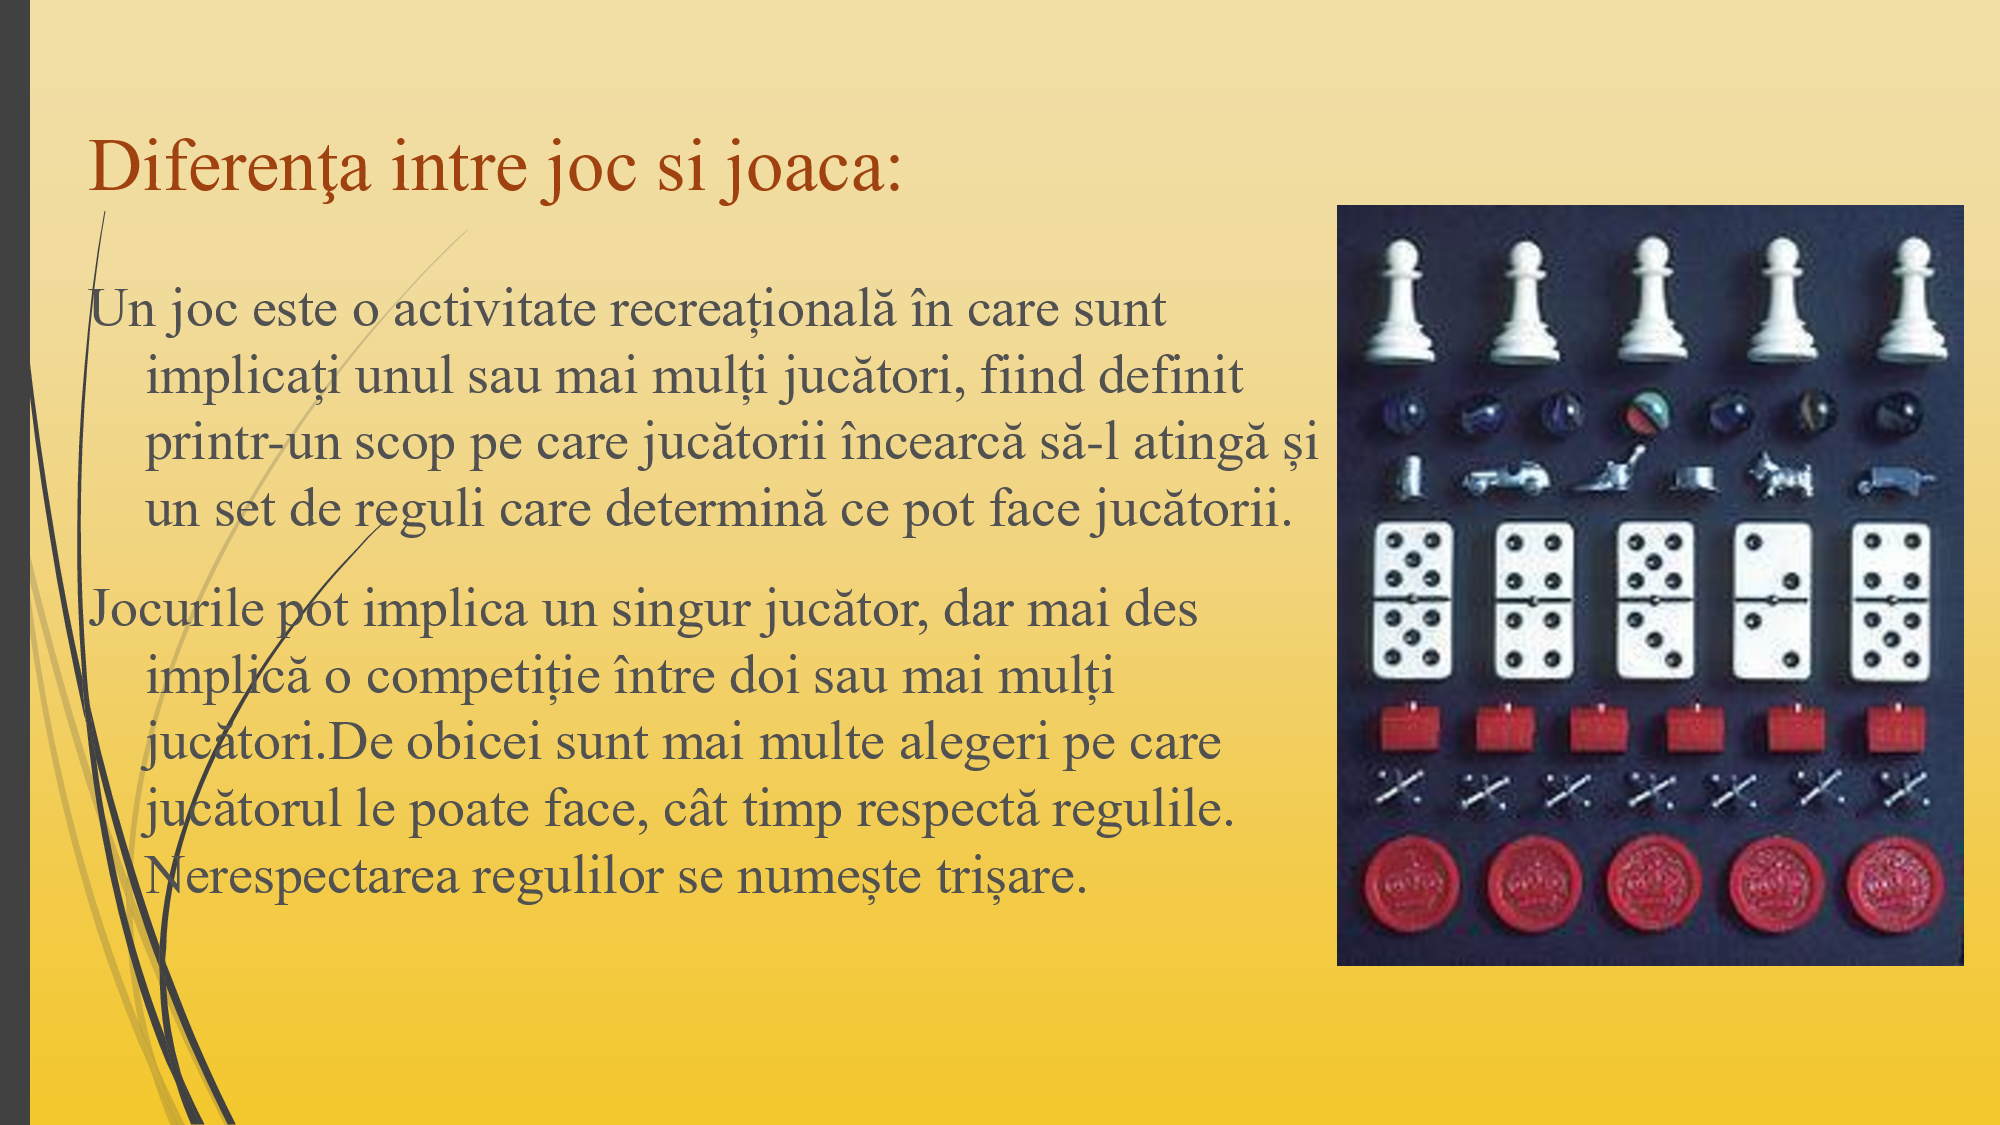 Diferenţa intre joc si joaca:
Un joc este o activitate recreațională în care sunt
implicați unul sau mai mulți jucători, fiind definit
printr-un scop pe care jucătorii încearcă să-l atingă și
un set de reguli care determină ce pot face jucătorii.
Jocurile pot implica un singur jucător, dar mai des
implică o competiție între doi sau mai mulți
jucători.De obicei sunt mai multe alegeri pe care
jucătorul le poate face, cât timp respectă regulile.
Nerespectarea regulilor se numește trișare.